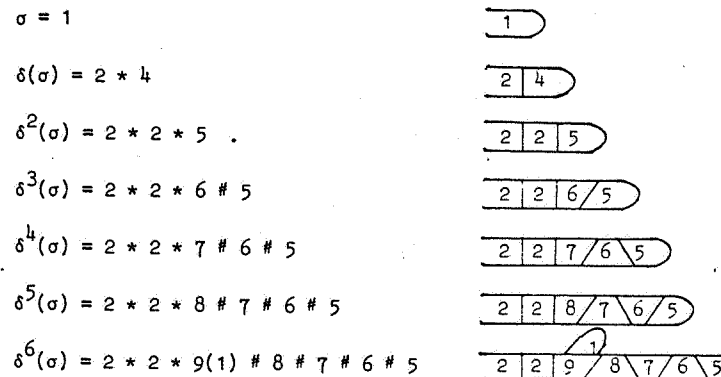 σ = 1 1
δ(σ) = 2 * 4 2 4
δ²(σ) = 2 * 2 * 5 . 2 2 5
δ³(σ) = 2 * 2 * 6 # 5 2 2 6 5
δ⁴(σ) = 2 * 2 * 7 # 6 # 5 2 2 7 6 5
δ⁵(σ) = 2 * 2 * 8 # 7 # 6 # 5 2 2 8 7 6 5
δ⁶(σ) = 2 * 2 * 9(1) # 8 # 7 # 6 # 5 2 2 9 1 8 7 6 5